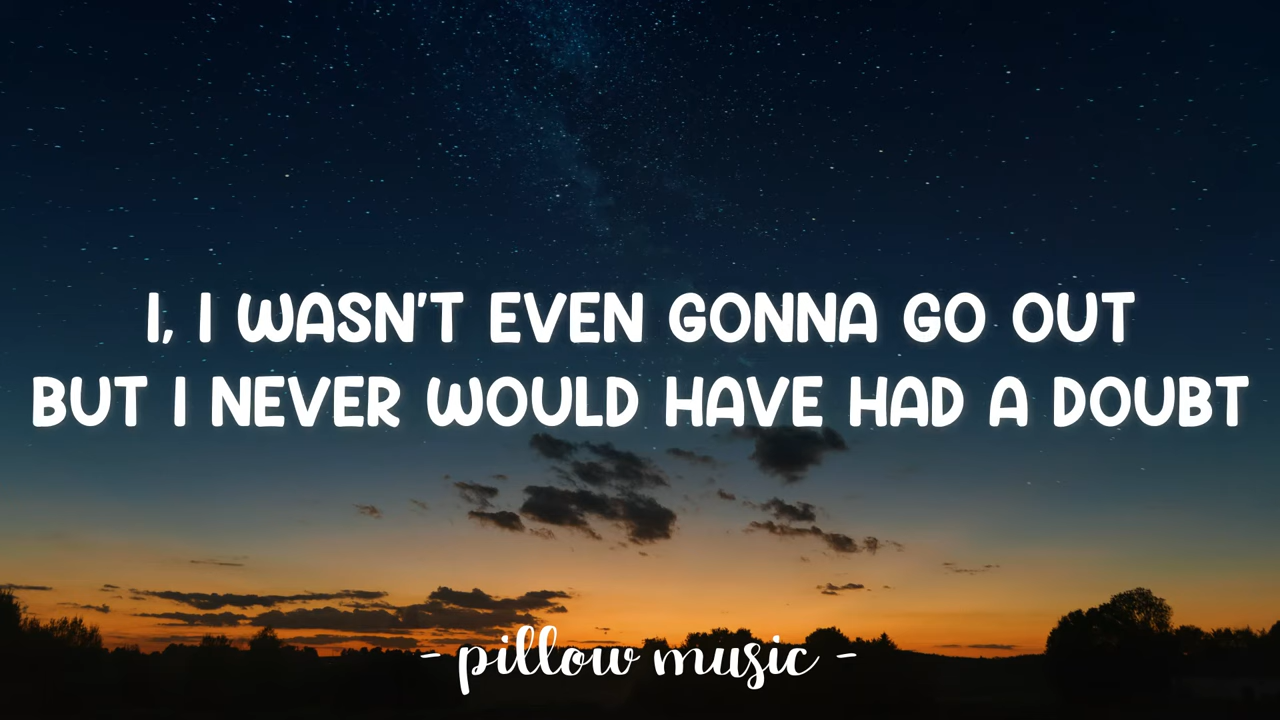 I, I WASN'T EVEN GONNA GO OUT
BUT I NEVER WOULD HAVE HAD A DOUBT
- pillow music -